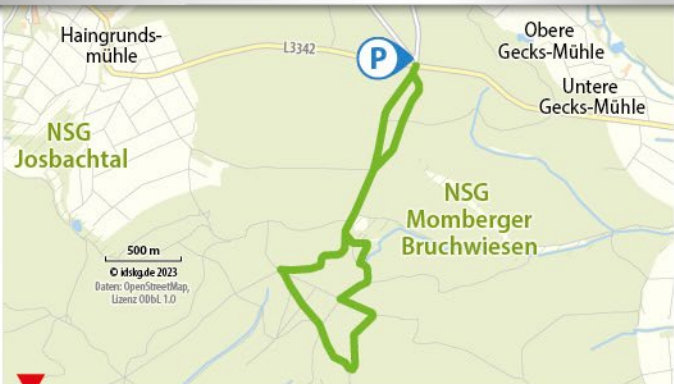 Haingrunds-
mühle
L3342
P
Obere
Gecks-Mühle
Untere
Gecks-Mühle
NSG
Josbachtal
NSG
Momberger
Bruchwiesen
500 m
© idskg.de 2023
Daten: OpenStreetMap,
Lizenz ODbL 1.0